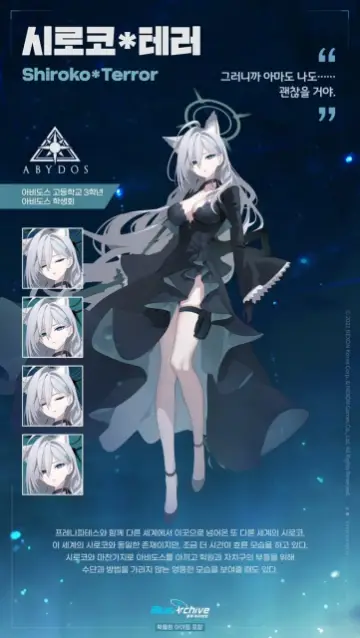 시로코*테러
Shiroko*Terror
“
그러니까 아마도 나도……
괜찮을 거야.
”
ABYDOS
아비도스 고등학교 3학년
아비도스 학생회
프레나파테스와 함께 다른 세계에서 이곳으로 넘어온 또 다른 세계의 시로코.
이 세계의 시로코와 동일한 존재이지만, 조금 더 시간이 흐른 모습을 하고 있다.
시로코와 마찬가지로 아비도스를 아끼고 학원과 자치구의 부흥을 위해
수단과 방법을 가리지 않는 엉뚱한 모습을 보여줄 때도 있다.
Blue Archive